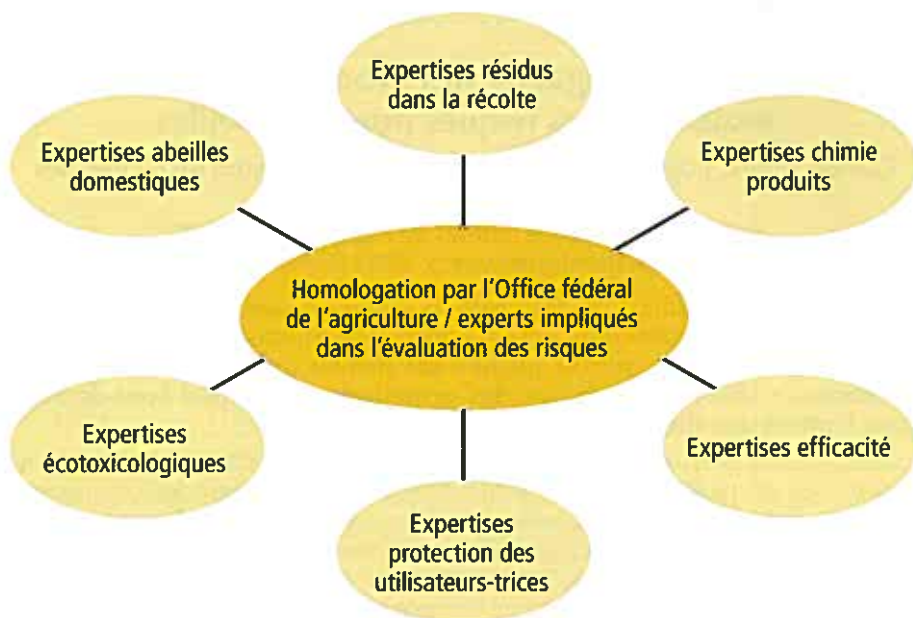 Expertises résidus
dans la récolte
Expertises abeilles
domestiques
Expertises chimie
produits
Homologation par l'Office fédéral
de l'agriculture / experts impliqués
dans l'évaluation des risques
Expertises
écotoxicologiques
Expertises efficacité
Expertises
protection des
utilisateurs-trices